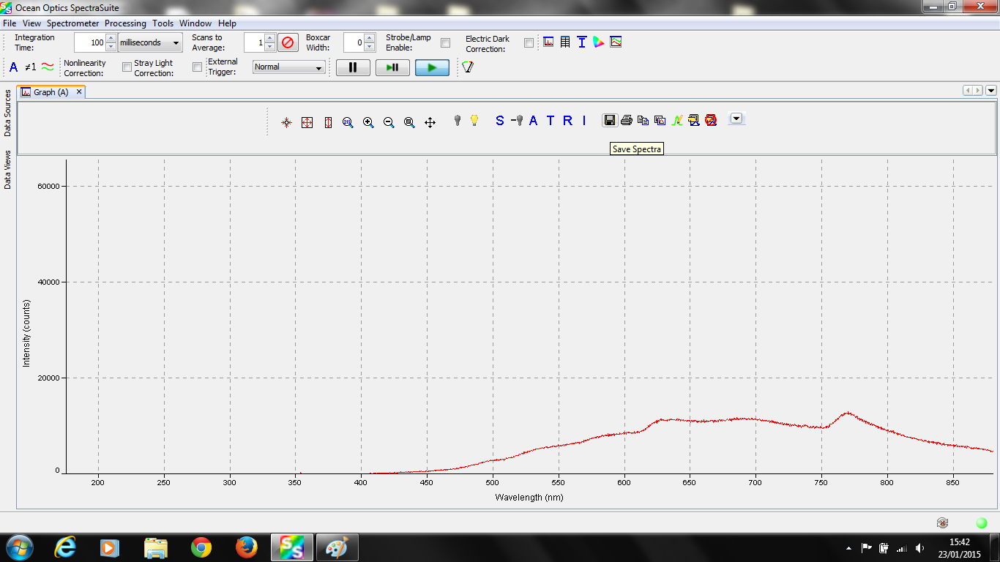 Ocean Optics SpectraSuite
File View Spectrometer Processing Tools Window Help
Integration Time: 100 milliseconds Scans to Average: 1 Boxcar Width: 0 Strobe/Lamp Enable: Electric Dark Correction:
A ≠1 Nonlinearity Correction: Stray Light Correction: External Trigger: Normal
Data Sources
Data Views
Graph (A)
S A T R I
Save Spectra
60000
40000
20000
0
Intensity (counts)
200 250 300 350 400 450 500 550 600 650 700 750 800 850
Wavelength (nm)
15:42
23/01/2015